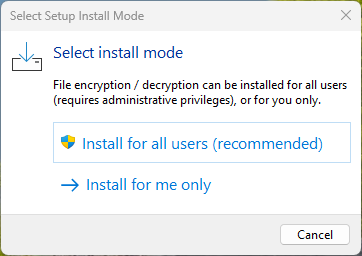 Select Setup Install Mode
Select install mode
File encryption / decryption can be installed for all users
(requires administrative privileges), or for you only.
Install for all users (recommended)
Install for me only
Cancel